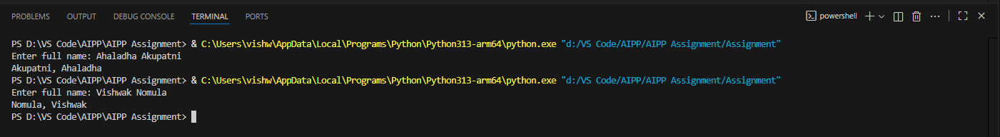 PROBLEMS OUTPUT DEBUG CONSOLE TERMINAL PORTS powershell
PS D:\VS Code\AIPP\AIPP Assignment> & C:\Users\vishw\AppData\Local\Programs\Python\Python313-arm64\python.exe "d:/VS Code/AIPP/AIPP Assignment/Assignment"
Enter full name: Ahaladha Akupatni
Akupatni, Ahaladha
PS D:\VS Code\AIPP\AIPP Assignment> & C:\Users\vishw\AppData\Local\Programs\Python\Python313-arm64\python.exe "d:/VS Code/AIPP/AIPP Assignment/Assignment"
Enter full name: Vishwak Nomula
Nomula, Vishwak
PS D:\VS Code\AIPP\AIPP Assignment>